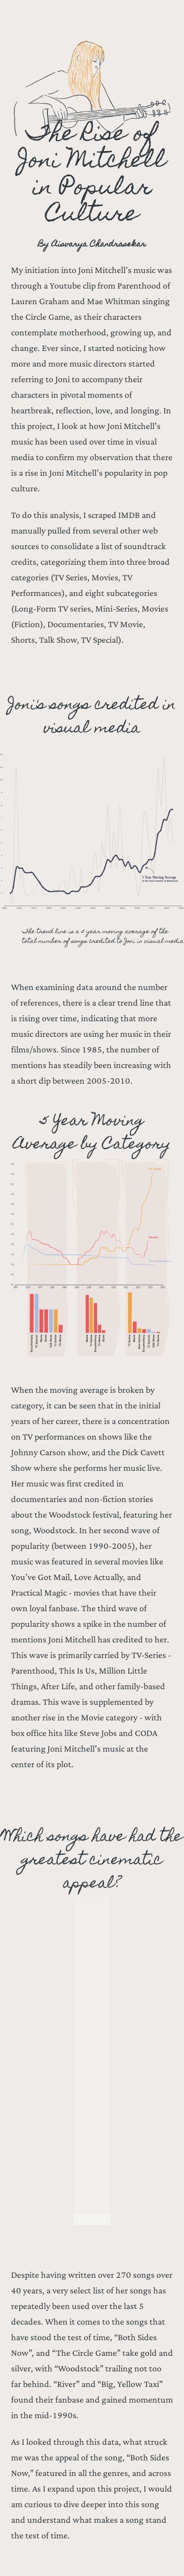 The Rise of
Joni Mitchell
in Popular
Culture
By Aiswarya Chandrasekar
My initiation into Joni Mitchell's music was
through a Youtube clip from Parenthood of
Lauren Graham and Mae Whitman singing
the Circle Game, as their characters
contemplate motherhood, growing up, and
change. Ever since, I started noticing how
more and more music directors started
referring to Joni to accompany their
characters in pivotal moments of
heartbreak, reflection, love, and longing. In
this project, I look at how Joni Mitchell's
music has been used over time in visual
media to confirm my observation that there
is a rise in Joni Mitchell's popularity in pop
culture.
To do this analysis, I scraped IMDB and
manually pulled from several other web
sources to consolidate a list of soundtrack
credits, categorizing them into three broad
categories (TV Series, Movies, TV
Performances), and eight subcategories
(Long-Form TV series, Mini-Series, Movies
(Fiction), Documentaries, TV Movie,
Shorts, Talk Show, TV Special).
Joni's songs credited in
visual media
5 Year Moving Average
The trend line is a 5 year moving average of the
total number of songs credited to Joni in visual media
When examining data around the number
of references, there is a clear trend line that
is rising over time, indicating that more
music directors are using her music in their
films/shows. Since 1985, the number of
mentions has steadily been increasing with
a short dip between 2005-2010.
5 Year Moving
Average by Category
When the moving average is broken by
category, it can be seen that in the initial
years of her career, there is a concentration
on TV performances on shows like the
Johnny Carson show, and the Dick Cavett
Show where she performs her music live.
Her music was first credited in
documentaries and non-fiction stories
about the Woodstock festival, featuring her
song, Woodstock. In her second wave of
popularity (between 1990-2005), her
music was featured in several movies like
You've Got Mail, Love Actually, and
Practical Magic - movies that have their
own loyal fanbase. The third wave of
popularity shows a spike in the number of
mentions Joni Mitchell has credited to her.
This wave is primarily carried by TV-Series -
Parenthood, This Is Us, Million Little
Things, After Life, and other family-based
dramas. This wave is supplemented by
another rise in the Movie category - with
box office hits like Steve Jobs and CODA
featuring Joni Mitchell's music at the
center of its plot.
Which songs have had the
greatest cinematic
appeal?
Despite having written over 270 songs over
40 years, a very select list of her songs has
repeatedly been used over the last 5
decades. When it comes to the songs that
have stood the test of time, "Both Sides
Now", and "The Circle Game" take gold and
silver, with "Woodstock" trailing not too
far behind. "River" and "Big, Yellow Taxi"
found their fanbase and gained momentum
in the mid-1990s.
As I looked through this data, what struck
me was the appeal of the song, "Both Sides
Now," featured in all the genres, and across
time. As I expand upon this project, I would
am curious to dive deeper into this song
and understand what makes a song stand
the test of time.